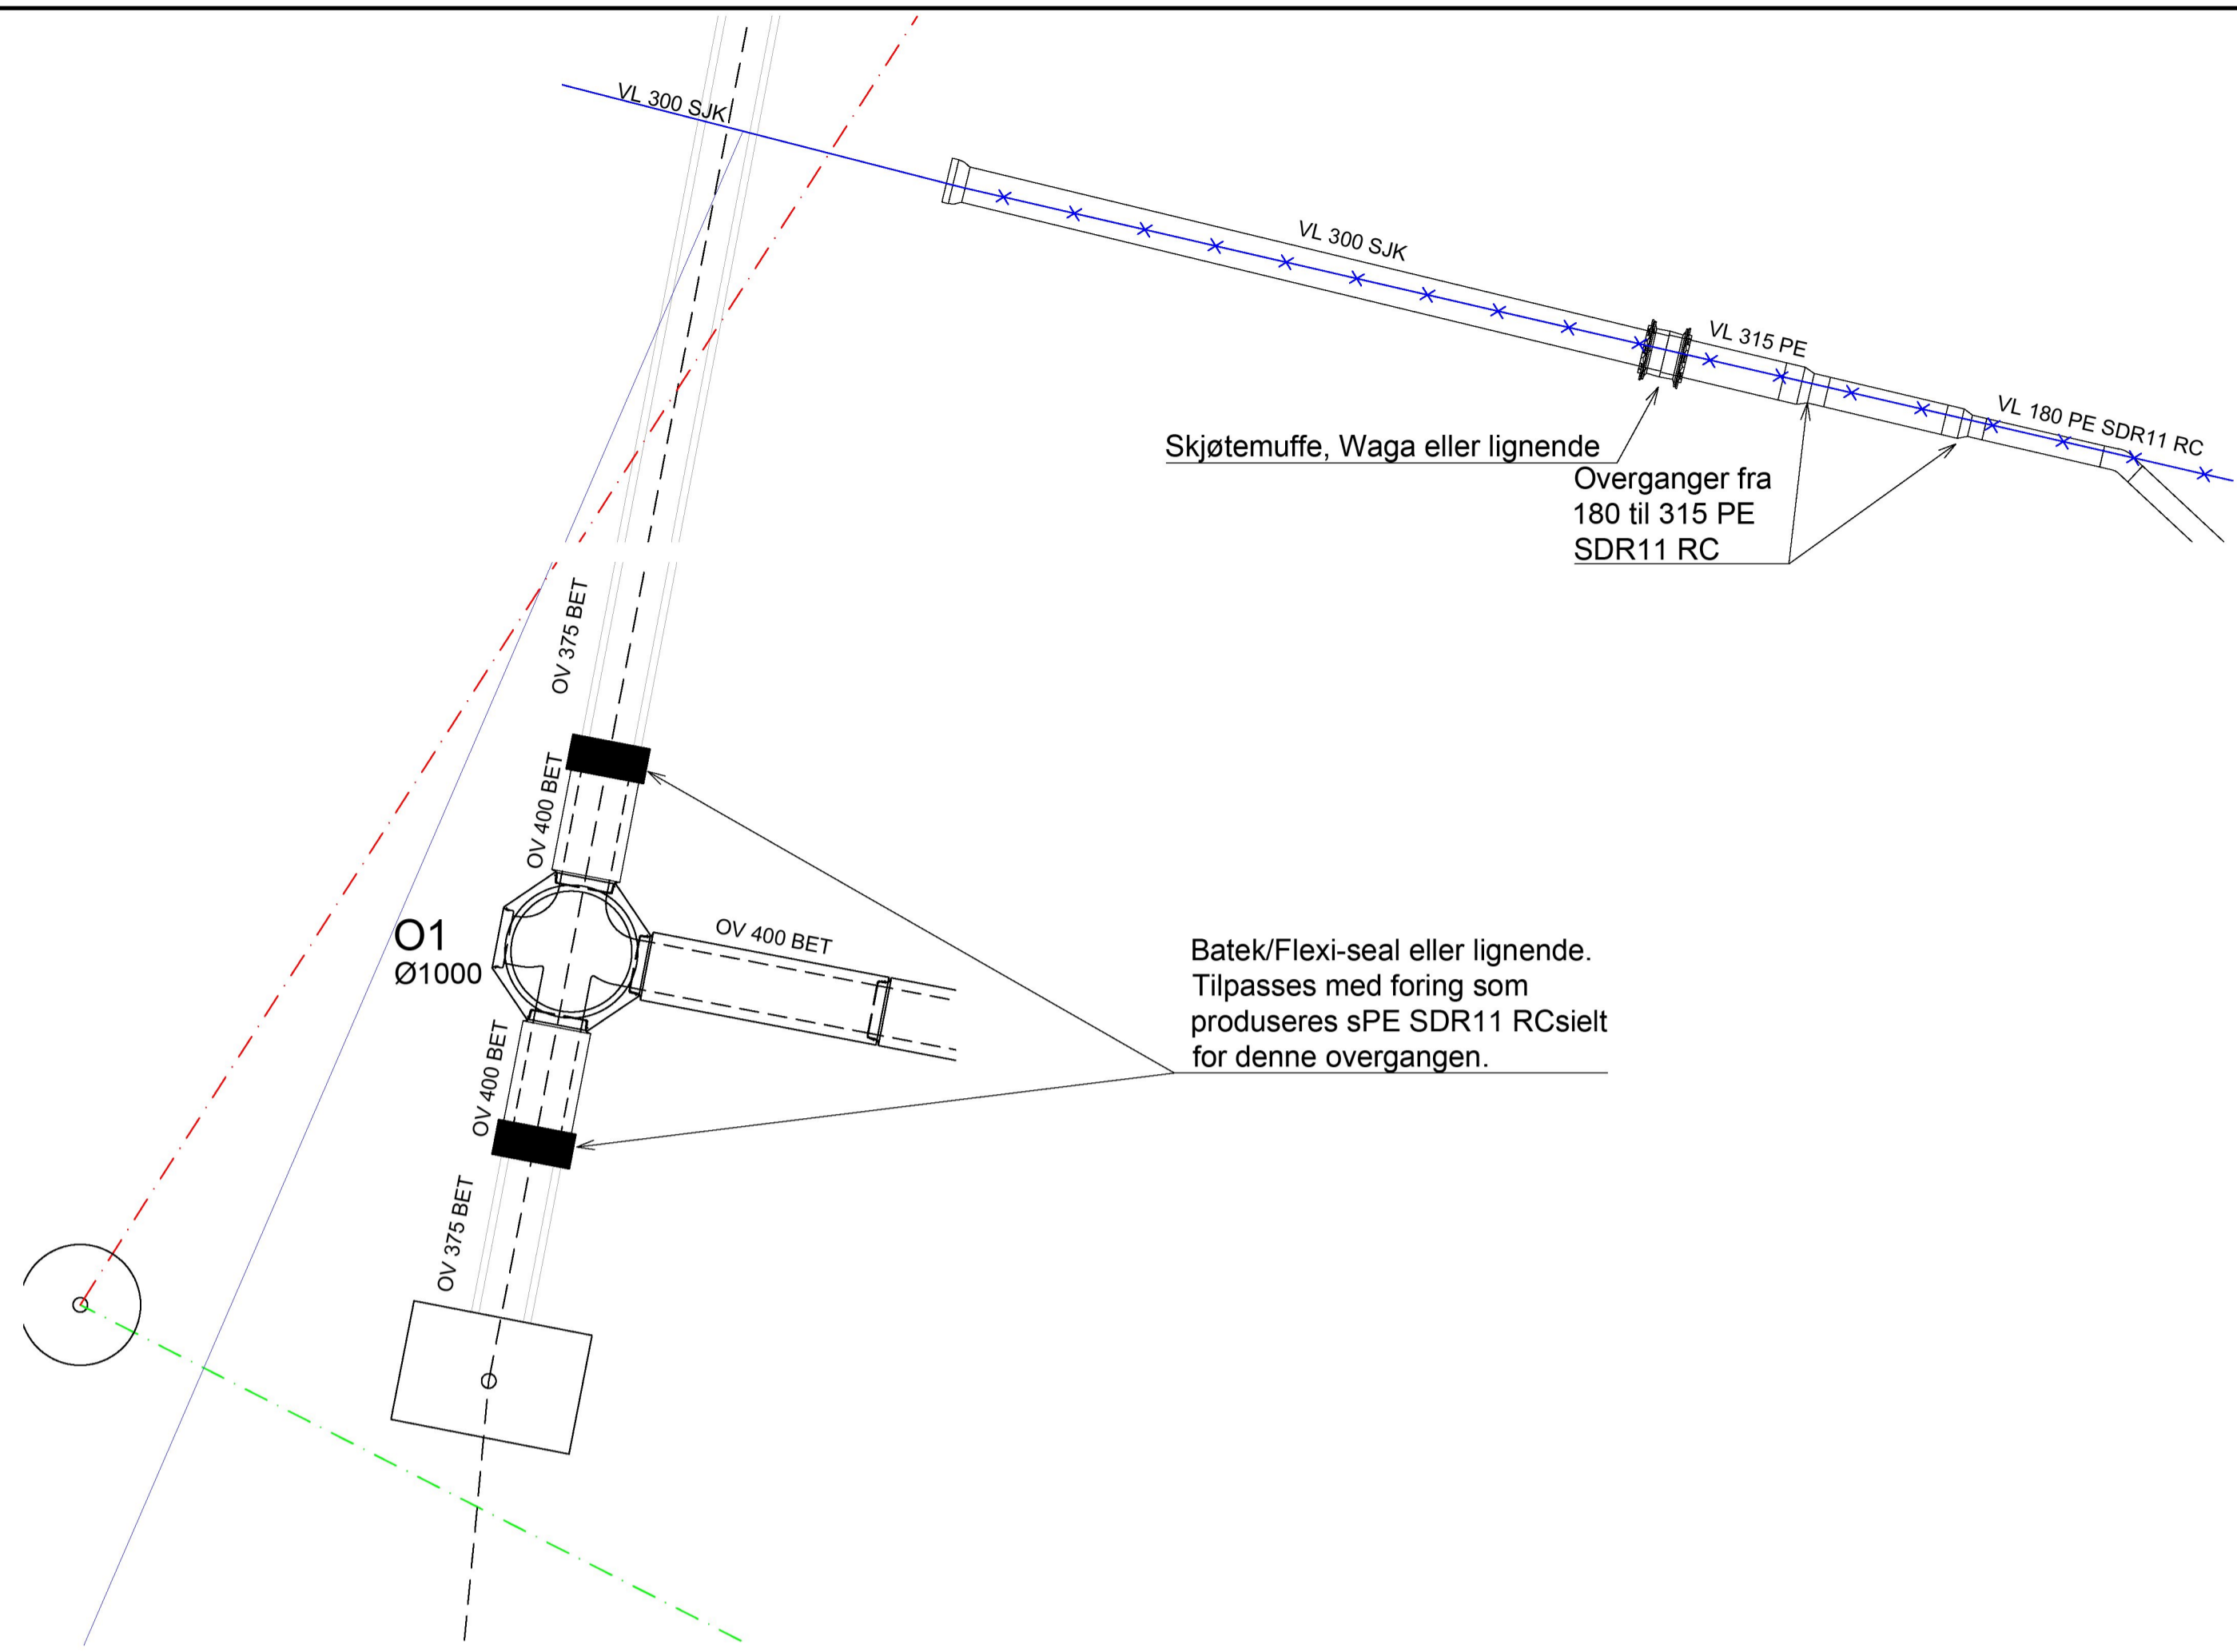 VL 300 SJK
VL 300 SJK
VL 315 PE
VL 180 PE SDR11 RC
Skjøtemuffe, Waga eller lignende
Overganger fra
180 til 315 PE
SDR11 RC
OV 375 BET
OV 400 BET
O1
Ø1000
OV 400 BET
Batek/Flexi-seal eller lignende.
Tilpasses med foring som
produseres sPE SDR11 RCsielt
for denne overgangen.
OV 400 BET
OV 375 BET